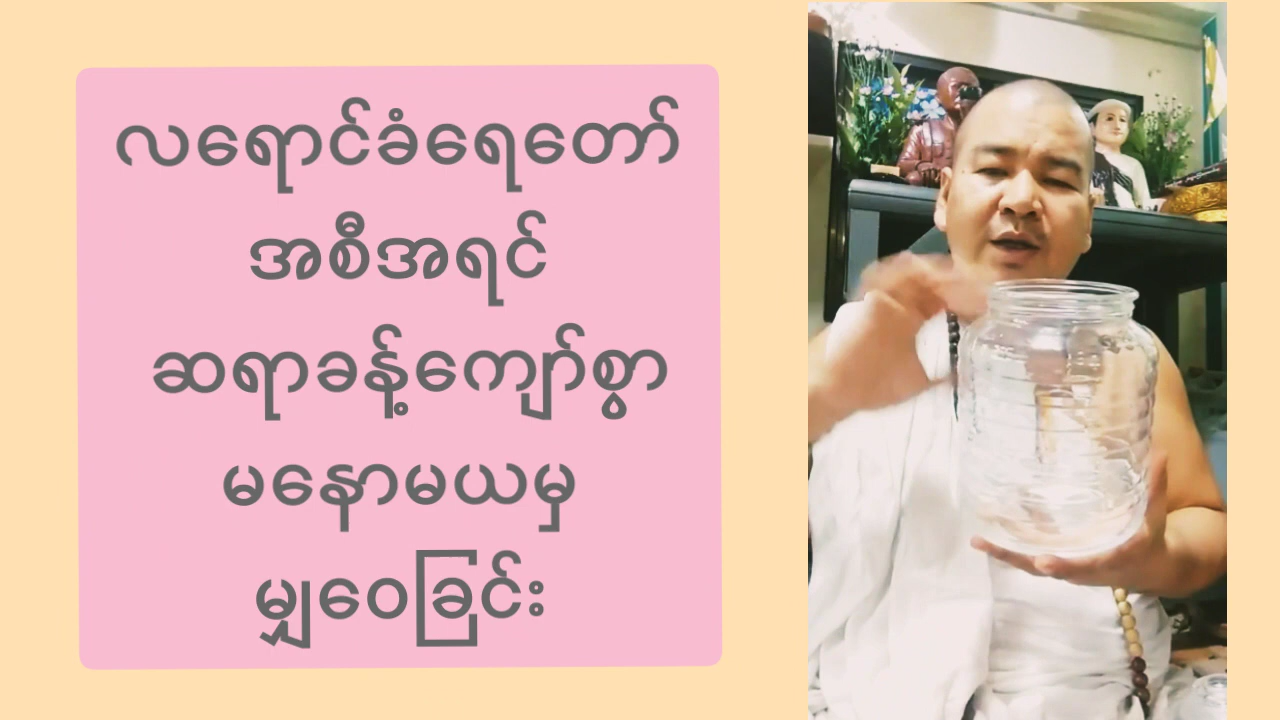 လရောင်ခံရေတော်
အစီအရင်
ဆရာခန့်ကျော်စွာ
မနောမယမှ
မျှဝေခြင်း